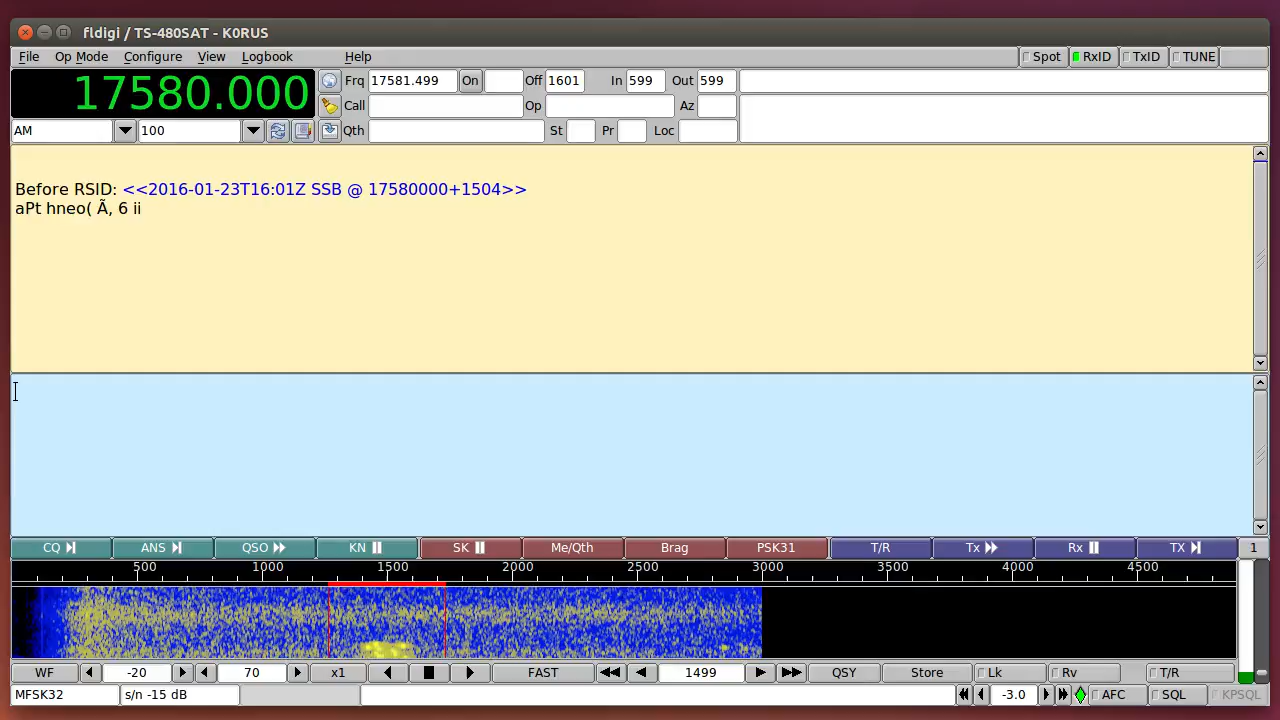 fldigi / TS-480SAT - K0RUS
File Op Mode Configure View Logbook Help Spot RxID TxID TUNE
17580.000 Frq 17581.499 On Off 1601 In 599 Out 599
Call Op Az
AM 100 Qth St Pr Loc
Before RSID: <<2016-01-23T16:01Z SSB @ 17580000+1504>>
aPt hneo( Ã, 6 ii
CQ ANS QSO KN SK Me/Qth Brag PSK31 T/R Tx Rx TX 1
500 1000 1500 2000 2500 3000 3500 4000 4500
WF -20 70 x1 FAST 1499 QSY Store Lk Rv T/R
MFSK32 s/n -15 dB -3.0 AFC SQL KPSQL